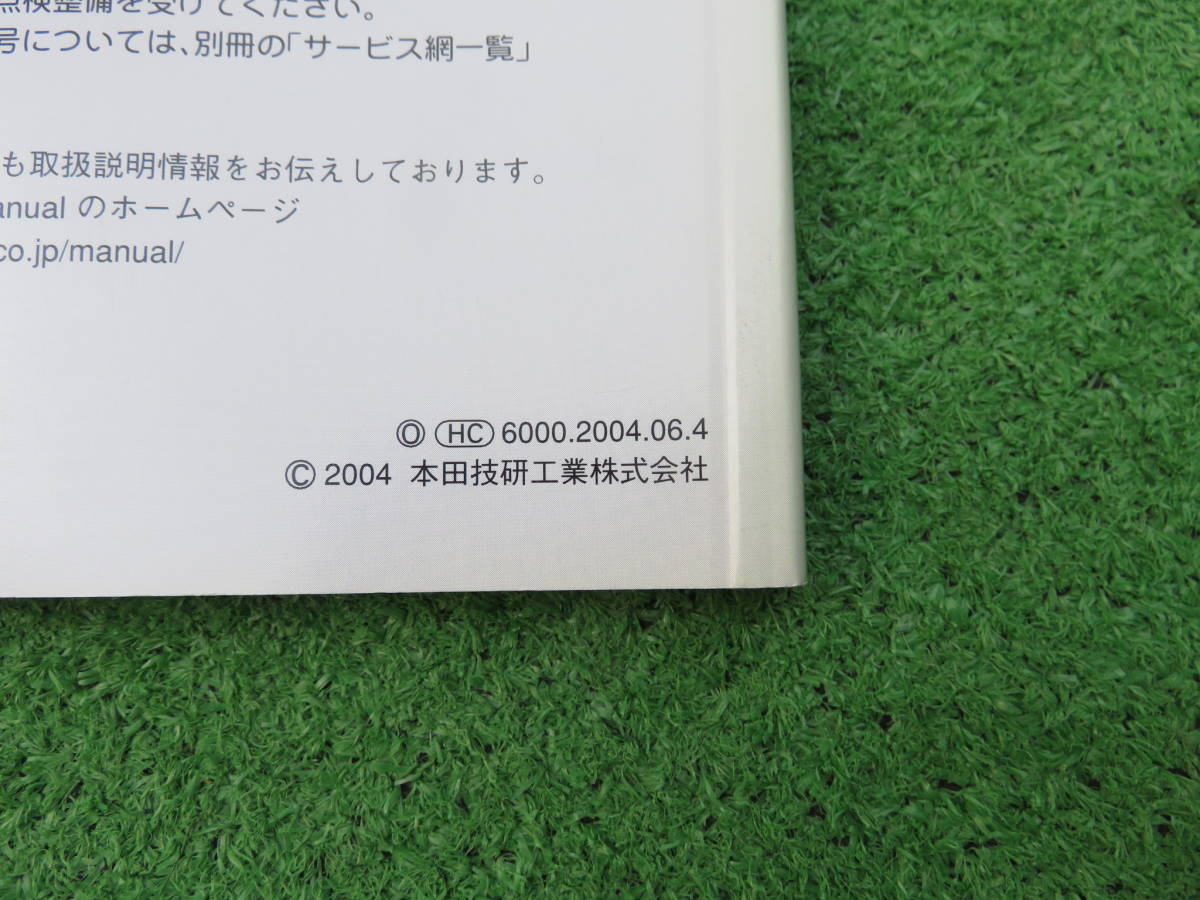 点検整備を受けてください。
号については、別冊の「サービス網一覧」
も取扱説明情報をお伝えしております。
anual のホームページ
co.jp/manual/
Ⓞ HC 6000.2004.06.4
© 2004 本田技研工業株式会社